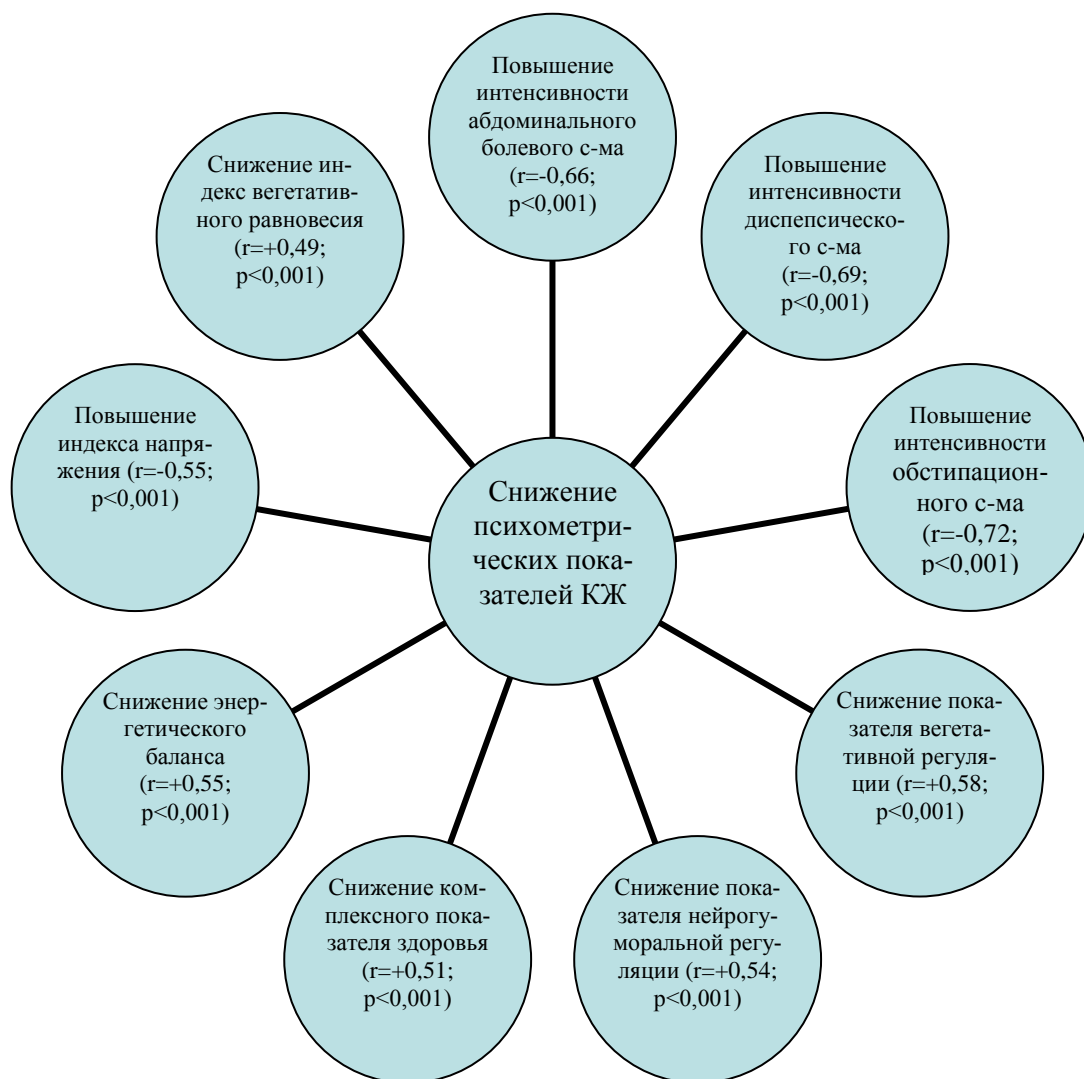 Повышение
интенсивности
абдоминального
болевого с-ма
(r=-0,66;
p<0,001)
Повышение
интенсивности
диспепсическо-
го с-ма
(r=-0,69;
p<0,001)
Повышение
интенсивности
обстипацион-
ного с-ма
(r=-0,72;
p<0,001)
Снижение пока-
зателя вегета-
тивной регуля-
ции (r=+0,58;
p<0,001)
Снижение пока-
зателя нейрогу-
моральной регу-
ляции (r=+0,54;
p<0,001)
Снижение ком-
плексного пока-
зателя здоровья
(r=+0,51;
p<0,001)
Снижение энер-
гетического
баланса
(r=+0,55;
p<0,001)
Повышение
индекса напря-
жения (r=-0,55;
p<0,001)
Снижение ин-
декс вегетатив-
ного равновесия
(r=+0,49;
p<0,001)
Снижение
психометри-
ческих пока-
зателей КЖ